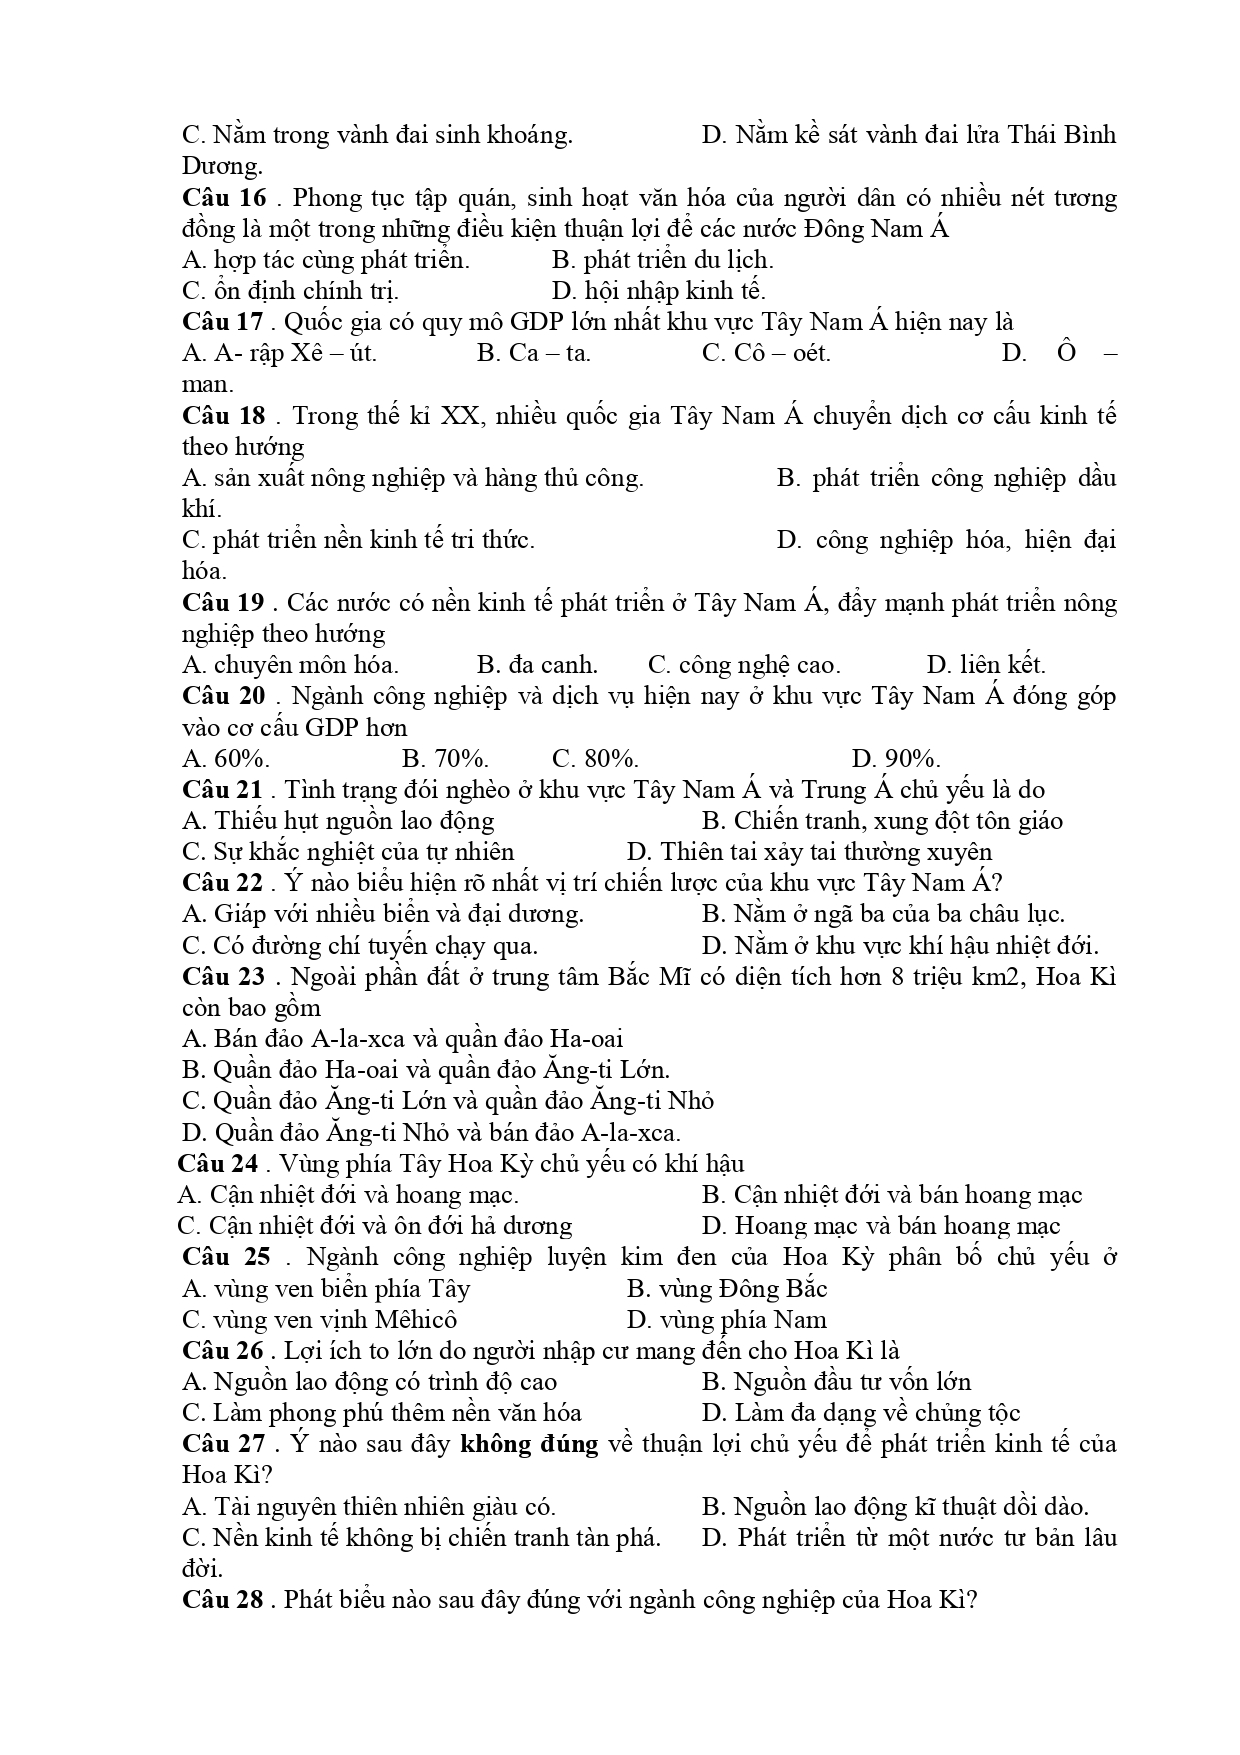 C. Nằm trong vành đai sinh khoáng. D. Nằm kề sát vành đai lửa Thái Bình
Dương.
Câu 16 . Phong tục tập quán, sinh hoạt văn hóa của người dân có nhiều nét tương
đồng là một trong những điều kiện thuận lợi để các nước Đông Nam Á
A. hợp tác cùng phát triển. B. phát triển du lịch.
C. ổn định chính trị. D. hội nhập kinh tế.
Câu 17 . Quốc gia có quy mô GDP lớn nhất khu vực Tây Nam Á hiện nay là
A. A- rập Xê – út. B. Ca – ta. C. Cô – oét. D. Ô –
man.
Câu 18 . Trong thế kỉ XX, nhiều quốc gia Tây Nam Á chuyển dịch cơ cấu kinh tế
theo hướng
A. sản xuất nông nghiệp và hàng thủ công. B. phát triển công nghiệp dầu
khí.
C. phát triển nền kinh tế tri thức. D. công nghiệp hóa, hiện đại
hóa.
Câu 19 . Các nước có nền kinh tế phát triển ở Tây Nam Á, đẩy mạnh phát triển nông
nghiệp theo hướng
A. chuyên môn hóa. B. đa canh. C. công nghệ cao. D. liên kết.
Câu 20 . Ngành công nghiệp và dịch vụ hiện nay ở khu vực Tây Nam Á đóng góp
vào cơ cấu GDP hơn
A. 60%. B. 70%. C. 80%. D. 90%.
Câu 21 . Tình trạng đói nghèo ở khu vực Tây Nam Á và Trung Á chủ yếu là do
A. Thiếu hụt nguồn lao động B. Chiến tranh, xung đột tôn giáo
C. Sự khắc nghiệt của tự nhiên D. Thiên tai xảy tai thường xuyên
Câu 22 . Ý nào biểu hiện rõ nhất vị trí chiến lược của khu vực Tây Nam Á?
A. Giáp với nhiều biển và đại dương. B. Nằm ở ngã ba của ba châu lục.
C. Có đường chí tuyến chạy qua. D. Nằm ở khu vực khí hậu nhiệt đới.
Câu 23 . Ngoài phần đất ở trung tâm Bắc Mĩ có diện tích hơn 8 triệu km2, Hoa Kì
còn bao gồm
A. Bán đảo A-la-xca và quần đảo Ha-oai
B. Quần đảo Ha-oai và quần đảo Ăng-ti Lớn.
C. Quần đảo Ăng-ti Lớn và quần đảo Ăng-ti Nhỏ
D. Quần đảo Ăng-ti Nhỏ và bán đảo A-la-xca.
Câu 24 . Vùng phía Tây Hoa Kỳ chủ yếu có khí hậu
A. Cận nhiệt đới và hoang mạc. B. Cận nhiệt đới và bán hoang mạc
C. Cận nhiệt đới và ôn đới hả dương D. Hoang mạc và bán hoang mạc
Câu 25 . Ngành công nghiệp luyện kim đen của Hoa Kỳ phân bố chủ yếu ở
A. vùng ven biển phía Tây B. vùng Đông Bắc
C. vùng ven vịnh Mêhicô D. vùng phía Nam
Câu 26 . Lợi ích to lớn do người nhập cư mang đến cho Hoa Kì là
A. Nguồn lao động có trình độ cao B. Nguồn đầu tư vốn lớn
C. Làm phong phú thêm nền văn hóa D. Làm đa dạng về chủng tộc
Câu 27 . Ý nào sau đây không đúng về thuận lợi chủ yếu để phát triển kinh tế của
Hoa Kì?
A. Tài nguyên thiên nhiên giàu có. B. Nguồn lao động kĩ thuật dồi dào.
C. Nền kinh tế không bị chiến tranh tàn phá. D. Phát triển từ một nước tư bản lâu
đời.
Câu 28 . Phát biểu nào sau đây đúng với ngành công nghiệp của Hoa Kì?